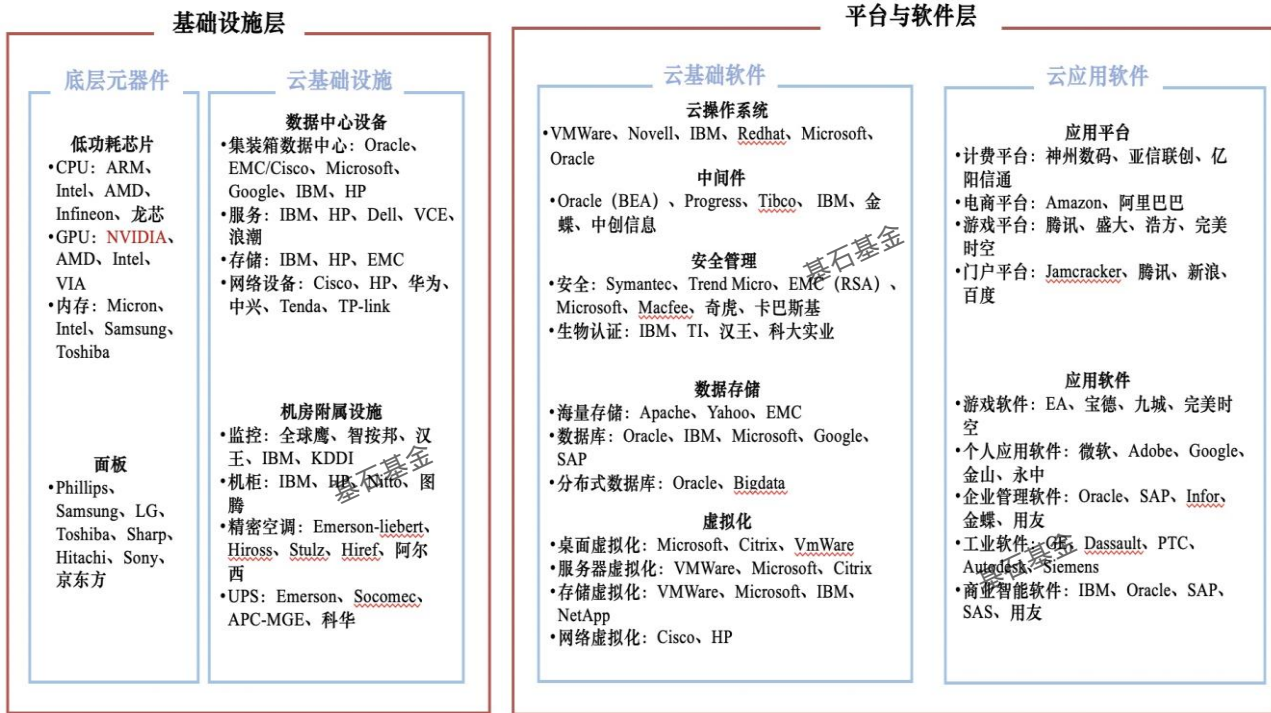 基础设施层
底层元器件
低功耗芯片
•CPU：ARM、
Intel、AMD、
Infineon、龙芯
•GPU：NVIDIA、
AMD、Intel、
VIA
•内存：Micron、
Intel、Samsung、
Toshiba
面板
•Phillips、
Samsung、LG、
Toshiba、Sharp、
Hitachi、Sony、
京东方
云基础设施
数据中心设备
•集装箱数据中心：Oracle、
EMC/Cisco、Microsoft、
Google、IBM、HP
•服务：IBM、HP、Dell、VCE、
浪潮
•存储：IBM、HP、EMC
•网络设备：Cisco、HP、华为、
中兴、Tenda、TP-link
机房附属设施
•监控：全球鹰、智按邦、汉
王、IBM、KDDI
•机柜：IBM、HP、Nitto、图
腾
•精密空调：Emerson-liebert、
Hiross、Stulz、Hiref、阿尔
西
•UPS：Emerson、Socomec、
APC-MGE、科华
基石基金
平台与软件层
云基础软件
云操作系统
•VMWare、Novell、IBM、Redhat、Microsoft、
Oracle
中间件
•Oracle（BEA）、Progress、Tibco、IBM、金
蝶、中创信息
安全管理
•安全：Symantec、Trend Micro、EMC（RSA）、
Microsoft、Macfee、奇虎、卡巴斯基
•生物认证：IBM、TI、汉王、科大实业
基石基金
数据存储
•海量存储：Apache、Yahoo、EMC
•数据库：Oracle、IBM、Microsoft、Google、
SAP
•分布式数据库：Oracle、Bigdata
虚拟化
•桌面虚拟化：Microsoft、Citrix、VmWare
•服务器虚拟化：VMWare、Microsoft、Citrix
•存储虚拟化：VMWare、Microsoft、IBM、
NetApp
•网络虚拟化：Cisco、HP
云应用软件
应用平台
•计费平台：神州数码、亚信联创、亿
阳信通
•电商平台：Amazon、阿里巴巴
•游戏平台：腾讯、盛大、浩方、完美
时空
•门户平台：Jamcracker、腾讯、新浪、
百度
应用软件
•游戏软件：EA、宝德、九城、完美时
空
•个人应用软件：微软、Adobe、Google、
金山、永中
•企业管理软件：Oracle、SAP、Infor、
金蝶、用友
•工业软件：GE、Dassault、PTC、
Autodesk、Siemens
•商业智能软件：IBM、Oracle、SAP、
SAS、用友
基石基金